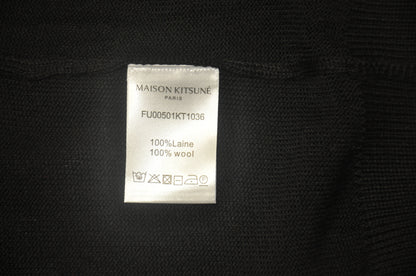 MAISON KITSUNÉ
PARIS
FU00501KT1036
100%Laine
100% wool